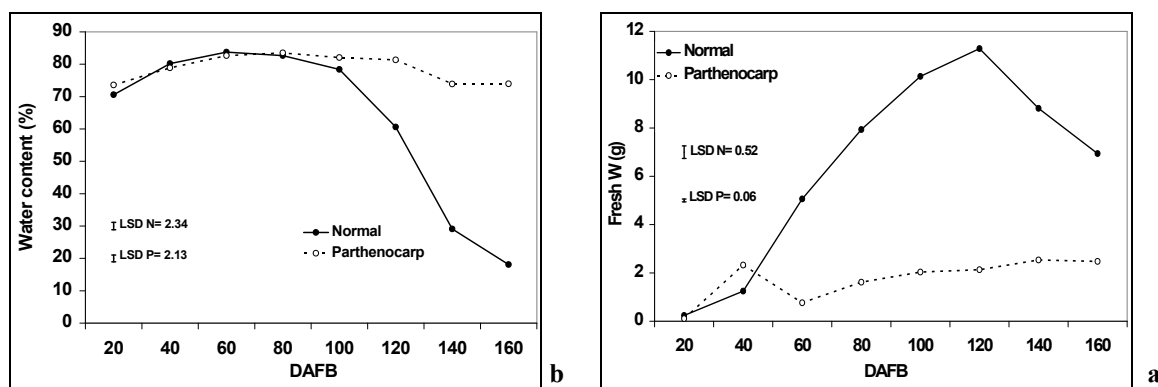 90
80
70
60
50
40
30
20
10
0
Water content (%)
LSD N= 2.34
LSD P= 2.13
Normal
Parthenocarp
20 40 60 80 100 120 140 160
DAFB
b
12
10
8
6
4
2
0
Fresh W (g)
Normal
Parthenocarp
LSD N= 0.52
LSD P= 0.06
20 40 60 80 100 120 140 160
DAFB
a